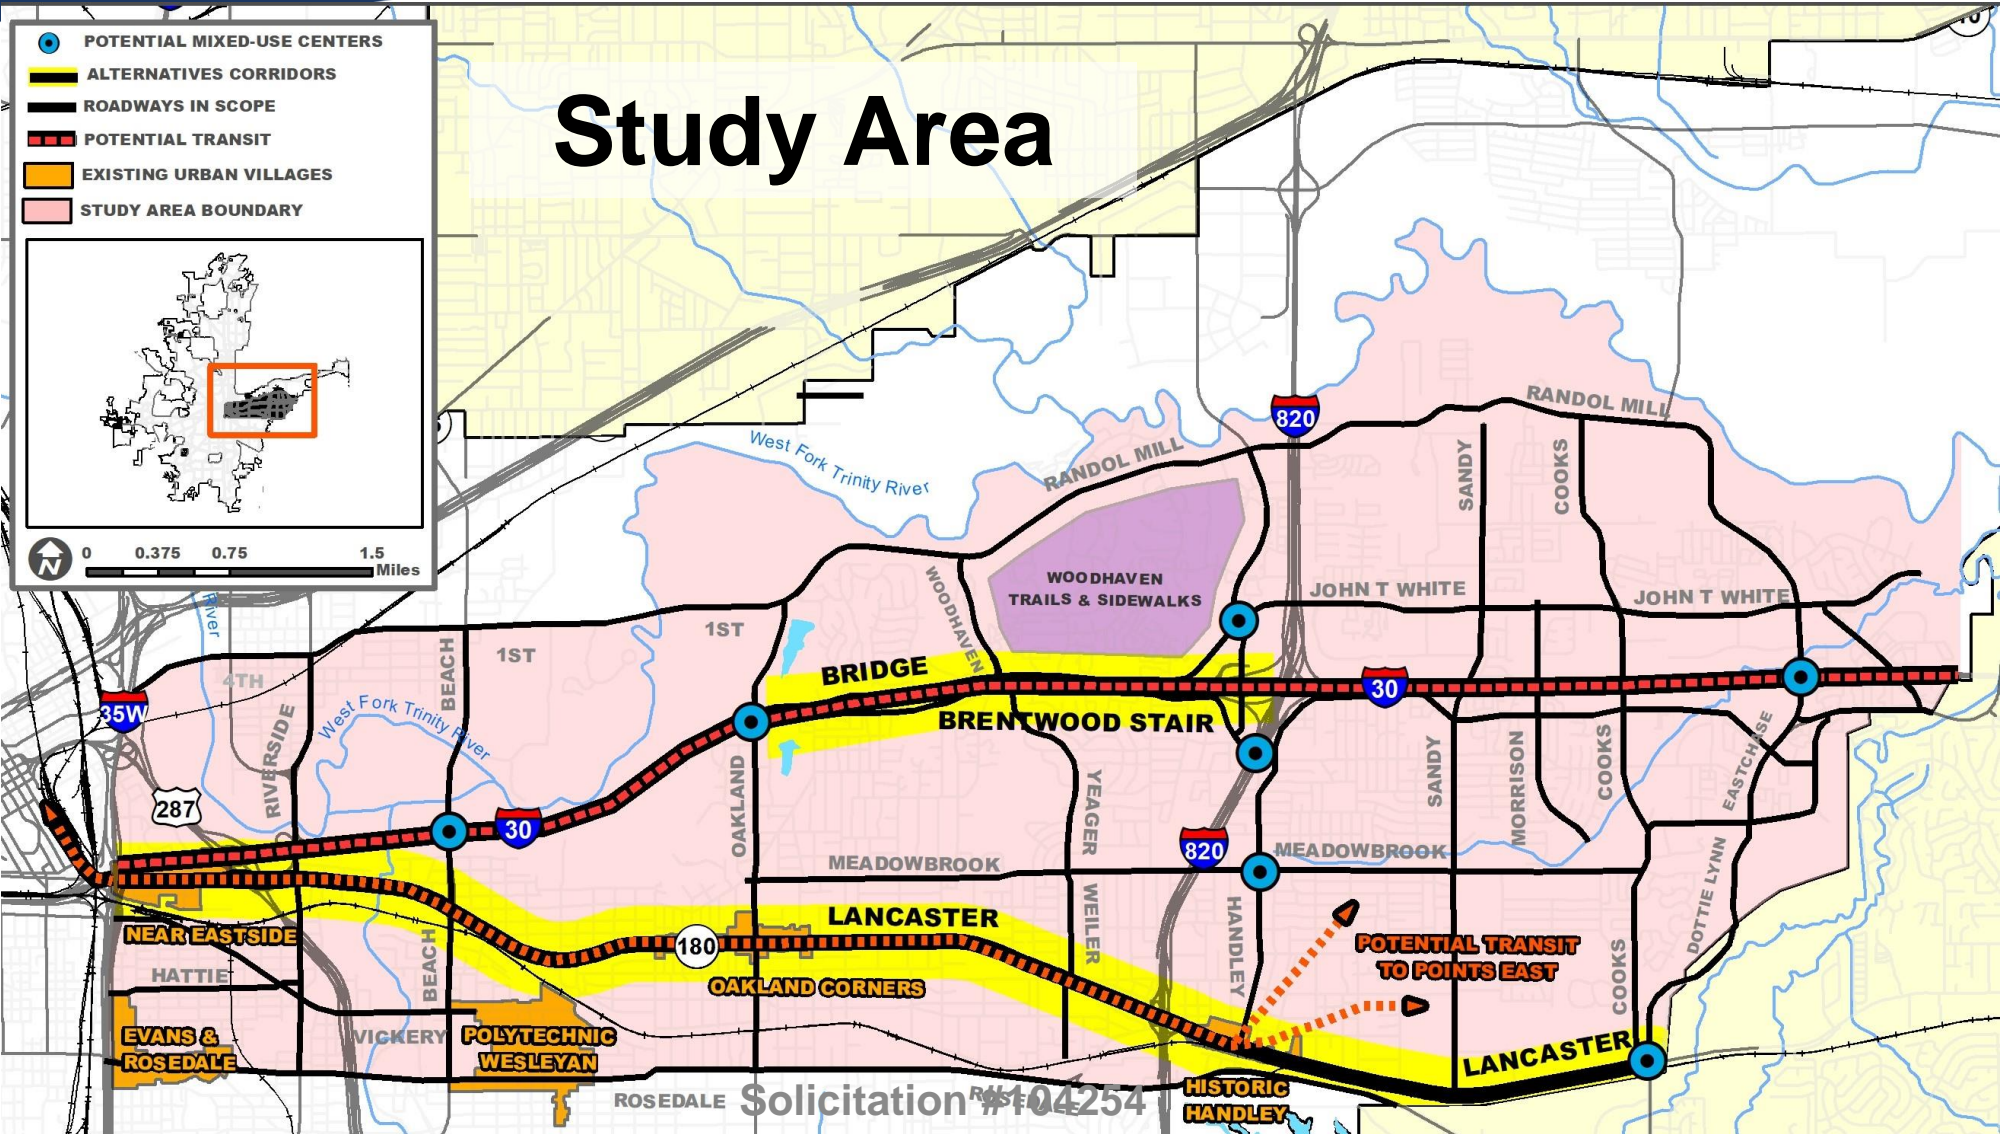 POTENTIAL MIXED-USE CENTERS
ALTERNATIVES CORRIDORS
ROADWAYS IN SCOPE
POTENTIAL TRANSIT
EXISTING URBAN VILLAGES
STUDY AREA BOUNDARY
N
0 0.375 0.75 1.5
Miles
Study Area
820
RANDOL MILL
West Fork Trinity River
RANDOL MILL
SANDY
COOKS
WOODHAVEN
WOODHAVEN
TRAILS & SIDEWALKS
JOHN T WHITE
JOHN T WHITE
River
1ST
1ST
BEACH
4TH
35W
BRIDGE
30
BRENTWOOD STAIR
West Fork Trinity River
RIVERSIDE
287
30
OAKLAND
YEAGER
SANDY
MORRISON
COOKS
EASTCHASE
820
MEADOWBROOK
MEADOWBROOK
LANCASTER
180
WEILER
HANDLEY
DOTTIE LYNN
NEAR EASTSIDE
BEACH
HATTIE
OAKLAND CORNERS
POTENTIAL TRANSIT
TO POINTS EAST
COOKS
EVANS &
ROSEDALE
VICKERY
POLYTECHNIC
WESLEYAN
LANCASTER
HISTORIC
HANDLEY
ROSEDALE
ROSEDALE
Solicitation #104254